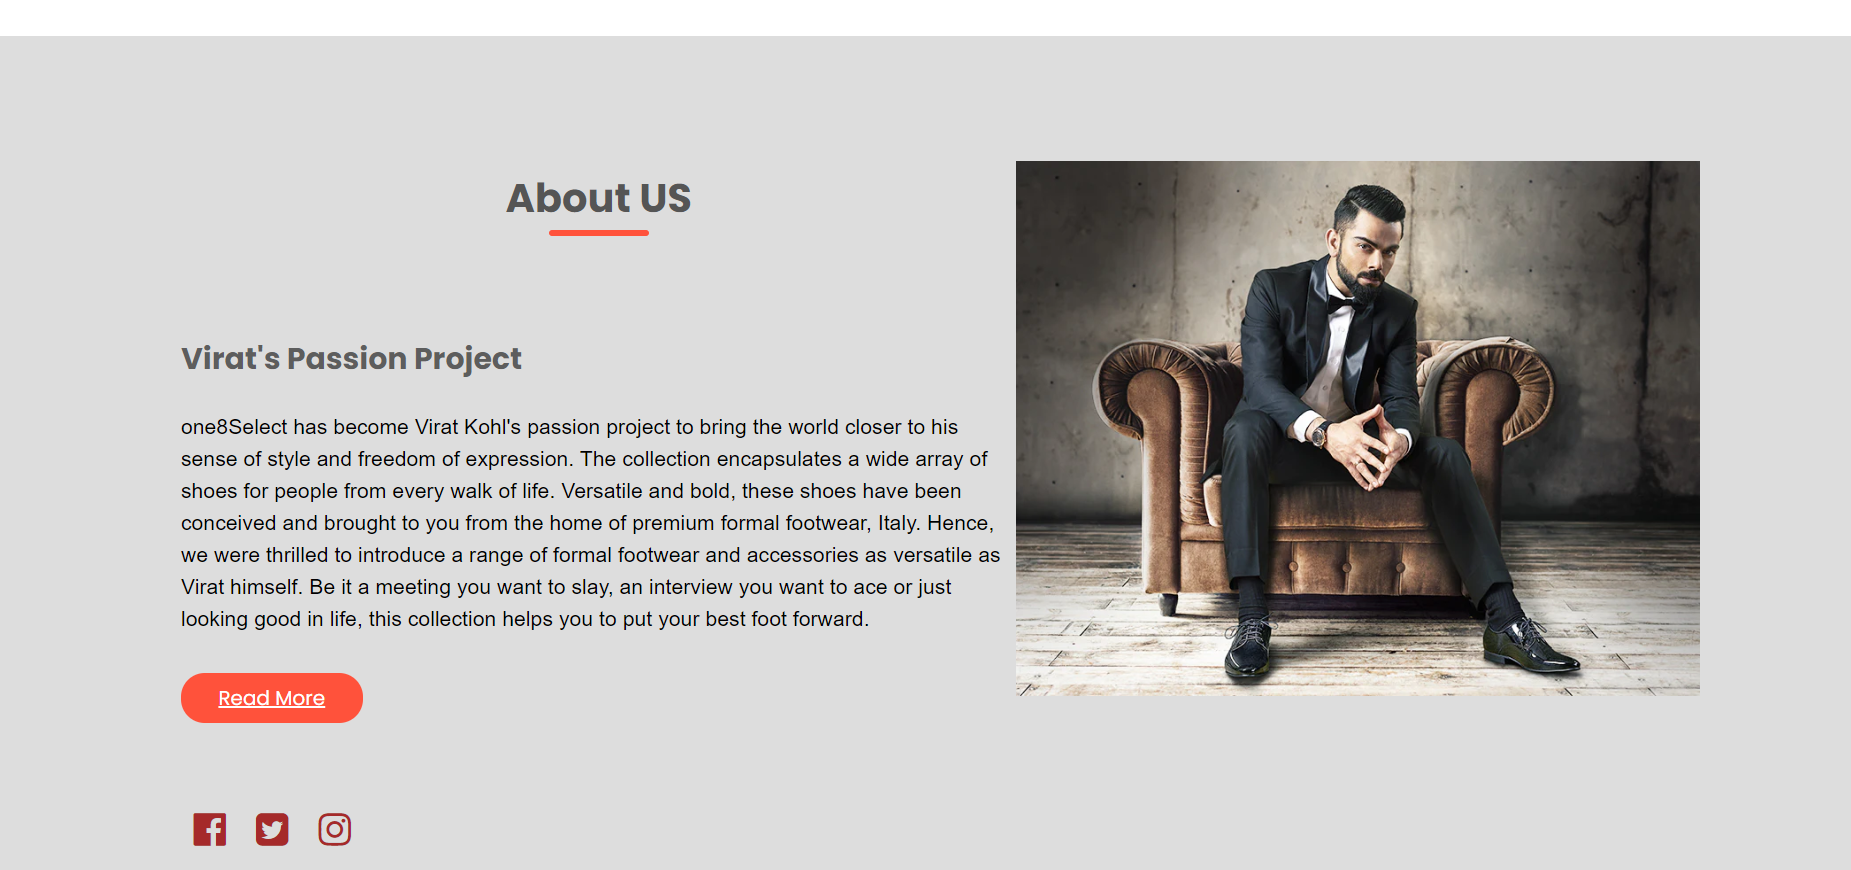 About US
Virat's Passion Project
one8Select has become Virat Kohl's passion project to bring the world closer to his
sense of style and freedom of expression. The collection encapsulates a wide array of
shoes for people from every walk of life. Versatile and bold, these shoes have been
conceived and brought to you from the home of premium formal footwear, Italy. Hence,
we were thrilled to introduce a range of formal footwear and accessories as versatile as
Virat himself. Be it a meeting you want to slay, an interview you want to ace or just
looking good in life, this collection helps you to put your best foot forward.
Read More